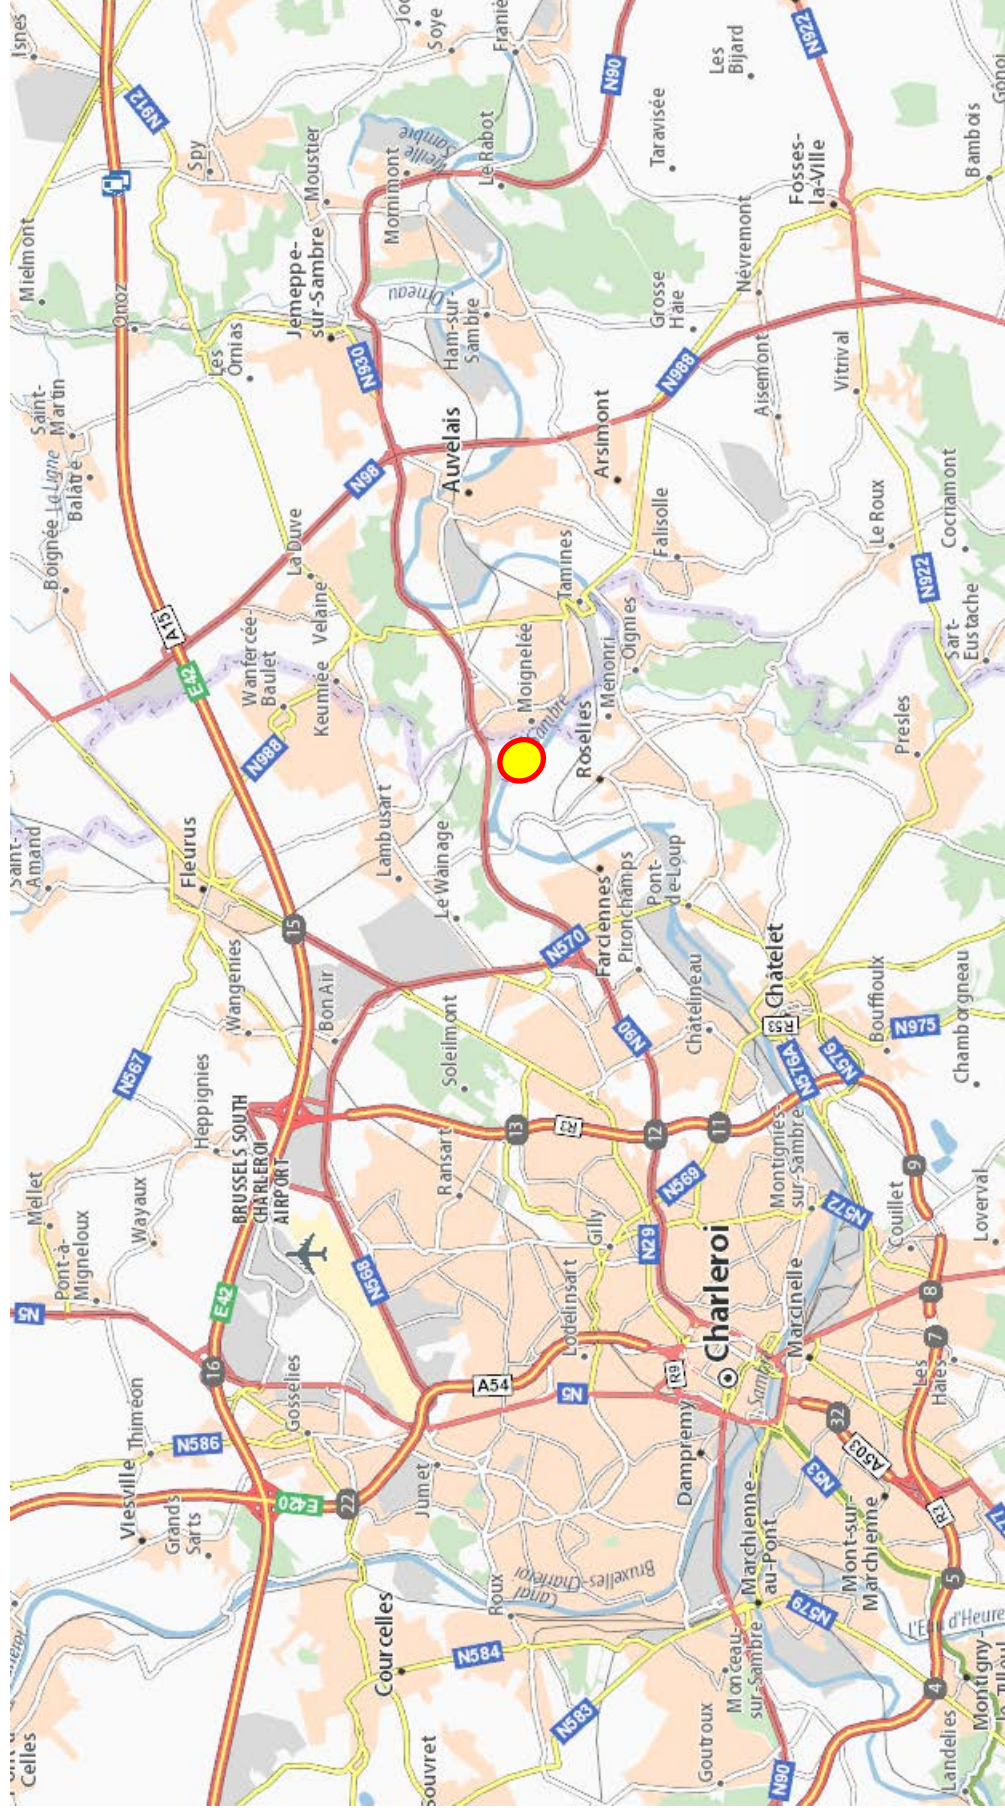 Celles
N5
Isnes
Saint-
Amand
Mielmont
Mellet
Pont-à-
Migneloux
Boignée
La Ligne
Saint-
Martin
Balâtre
Viesville
Thiméon
Wayaux
N567
Onoz
N912
A15
Grands
Sarts
N586
Heppignies
Fleurus
E42
Spy
16
E42
Wangenies
Les
Ornias
BRUSSELS SOUTH
CHARLEROI
AIRPORT
N988
Wanfercée-
Baulet
E420
Gosselies
15
La Duve
Jemeppe-
sur-Sambre
Moustier
22
Bon Air
Keumiée
Velaine
Courcelles
N568
Lambusart
N98
N930
Mornimont
Jumet
Ransart
Soleilmont
Le Wainage
Auvelais
Ham-sur-
Sambre
Ormeau
Vieille
Sambre
Soye
N584
Roux
A54
13
Moignelée
Le Rabot
Canal
Bruxelles-Charleroi
Lodelinsart
R3
N570
Sambre
Tamines
N583
N5
Gilly
Roselies
Farciennes
Pironchamps
Menonri
Oignies
Arsimont
N90
N29
12
N90
Pont-
de-Loup
Falisolle
Grosse
Haie
Taravisée
Goutroux
Dampremy
R9
N569
Châtelineau
N988
Monceau-
sur-Sambre
Charleroi
11
Les
Bijard
Marchienne-
au-Pont
Sambre
Montignies-
sur-Sambre
R53
Châtelet
Aisemont
Névremont
N90
N579
N53
Marcinelle
N576A
N576
Fosses-
la-Ville
N922
Mont-sur-
Marchienne
A503
32
N572
Bouffioulx
Le Roux
Vitrival
L'Eau d'Heure
Couillet
9
N975
Presles
N922
4
5
R3
Les
Haies
7
8
Chamborgneau
Sart-
Eustache
Cocriamont
Bambois
Landelies
Montigny-
Loverval